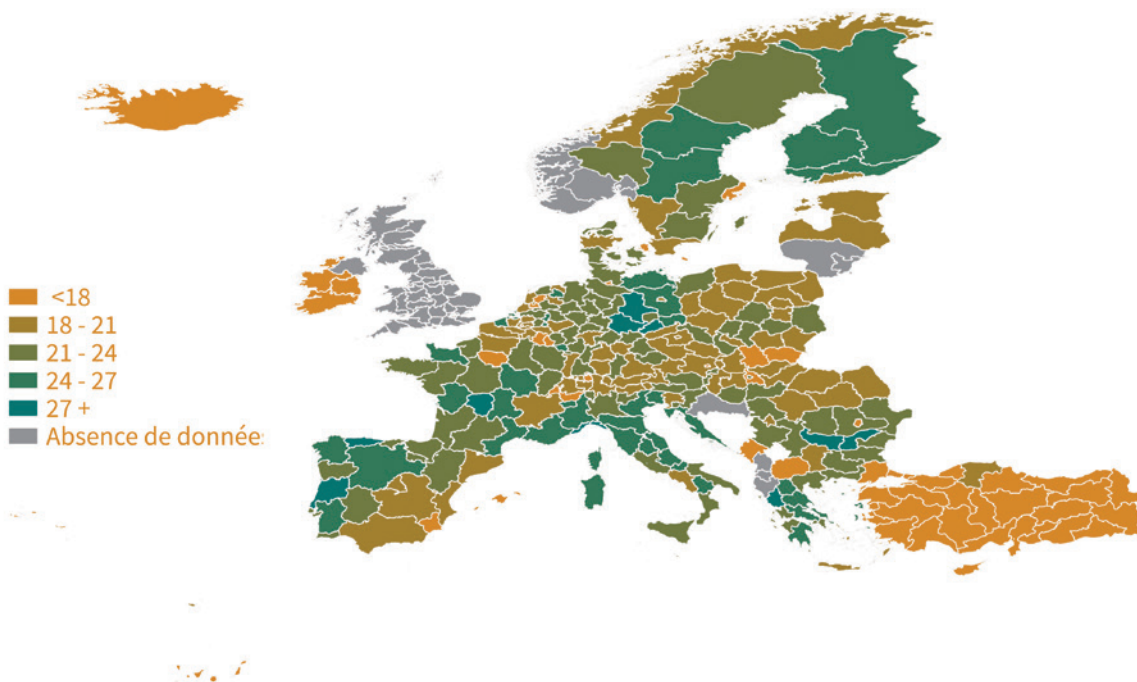 <18
18 - 21
21 - 24
24 - 27
27 +
Absence de donnée: